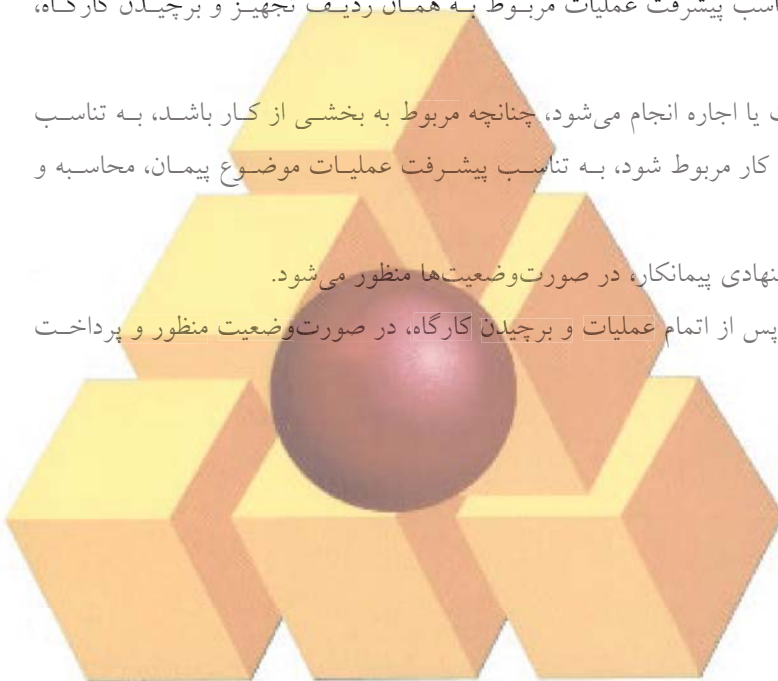 پیشرفت عملیات مربوط به همان ردیف تجهیز و برچیدن کارگاه،
یا اجاره انجام می‌شود، چنانچه مربوط به بخشی از کار باشد، به تناسب
کار مربوط شود، به تناسب پیشرفت عملیات موضوع پیمان، محاسبه و
پیمانکار، در صورت‌وضعیت‌ها منظور می‌شود.
پس از اتمام عملیات و برچیدن کارگاه، در صورت‌وضعیت منظور و پرداخت